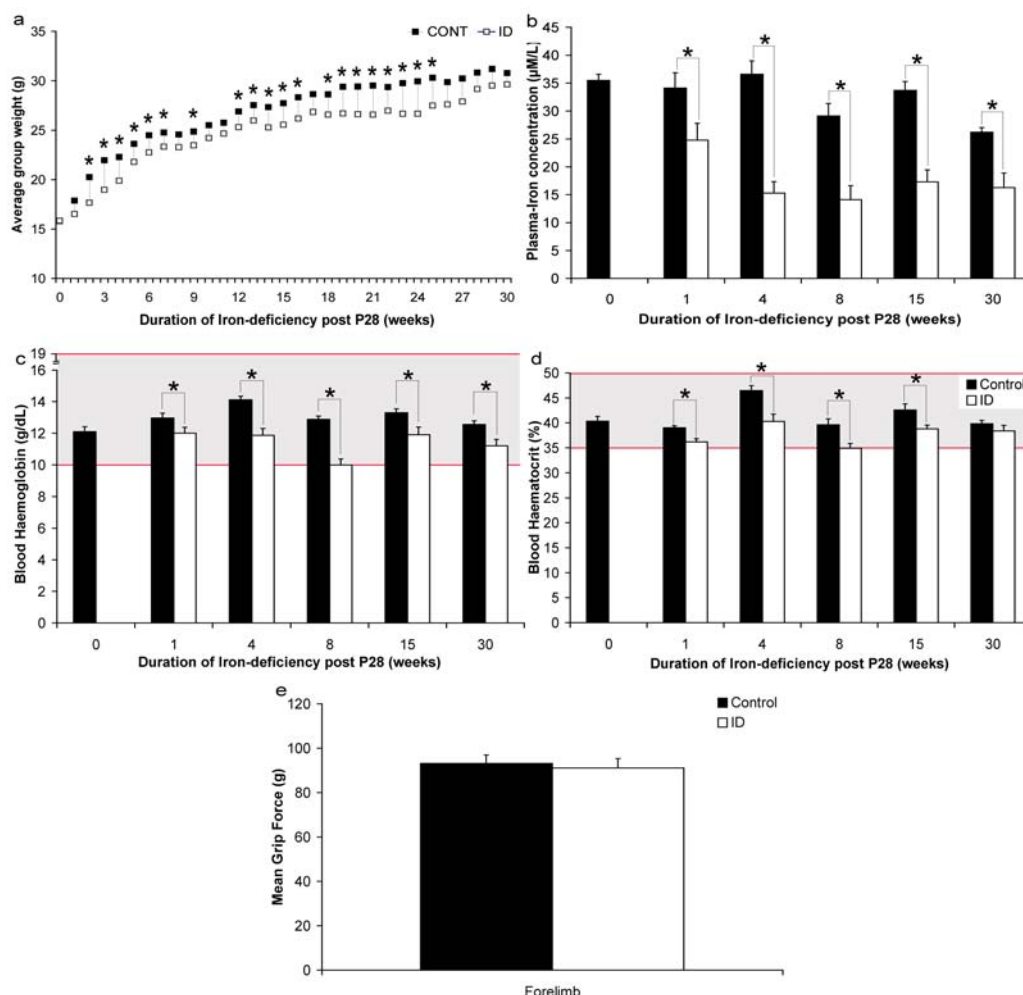 a
CONT ID
Average group weight (g)
35
30
25
20
15
10
* * * * * * * * * * * * * * * * * * * * * *
0 3 6 9 12 15 18 21 24 27 30
Duration of Iron-deficiency post P28 (weeks)
b
Plasma-Iron concentration (µM/L)
45
40
35
30
25
20
15
10
5
0
* * * * *
0 1 4 8 15 30
Duration of Iron-deficiency post P28 (weeks)
c
Blood Haemoglobin (g/dL)
19
16
14
12
10
8
6
4
2
0
* * * * *
0 1 4 8 15 30
Duration of Iron-deficiency post P28 (weeks)
d
Control
ID
Blood Haematocrit (%)
50
45
40
35
30
25
20
15
10
5
0
* * * *
0 1 4 8 15 30
Duration of Iron-deficiency post P28 (weeks)
e
Control
ID
Mean Grip Force (g)
120
100
80
60
40
20
0
Forelimb